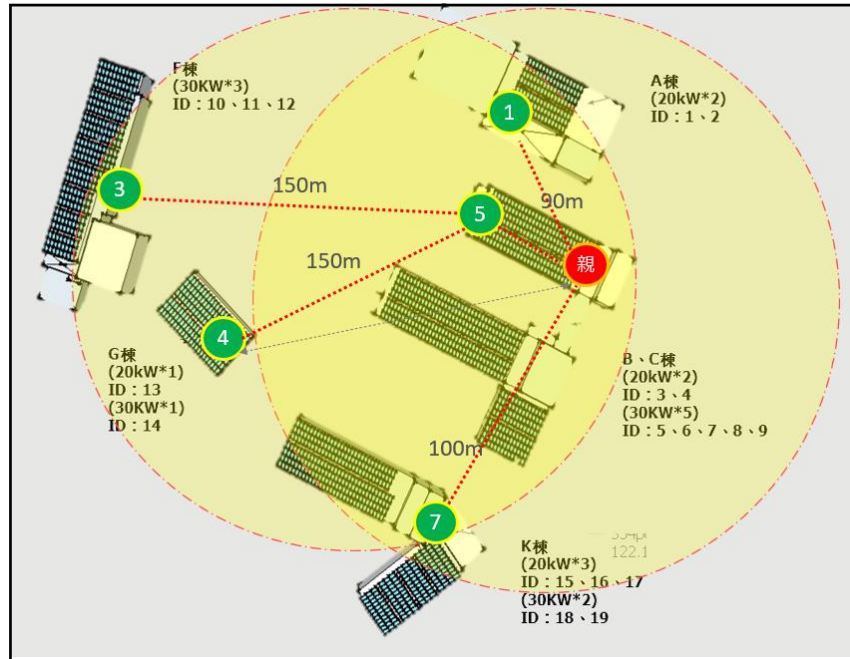 F棟
(30KW*3)
ID：10、11、12
A棟
(20kW*2)
ID：1、2
1
3
150m
5
90m
親
150m
4
G棟
(20kW*1)
ID：13
(30KW*1)
ID：14
B、C棟
(20kW*2)
ID：3、4
(30KW*5)
ID：5、6、7、8、9
100m
7
K棟
(20kW*3)
ID：15、16、17
(30KW*2)
ID：18、19
122.1